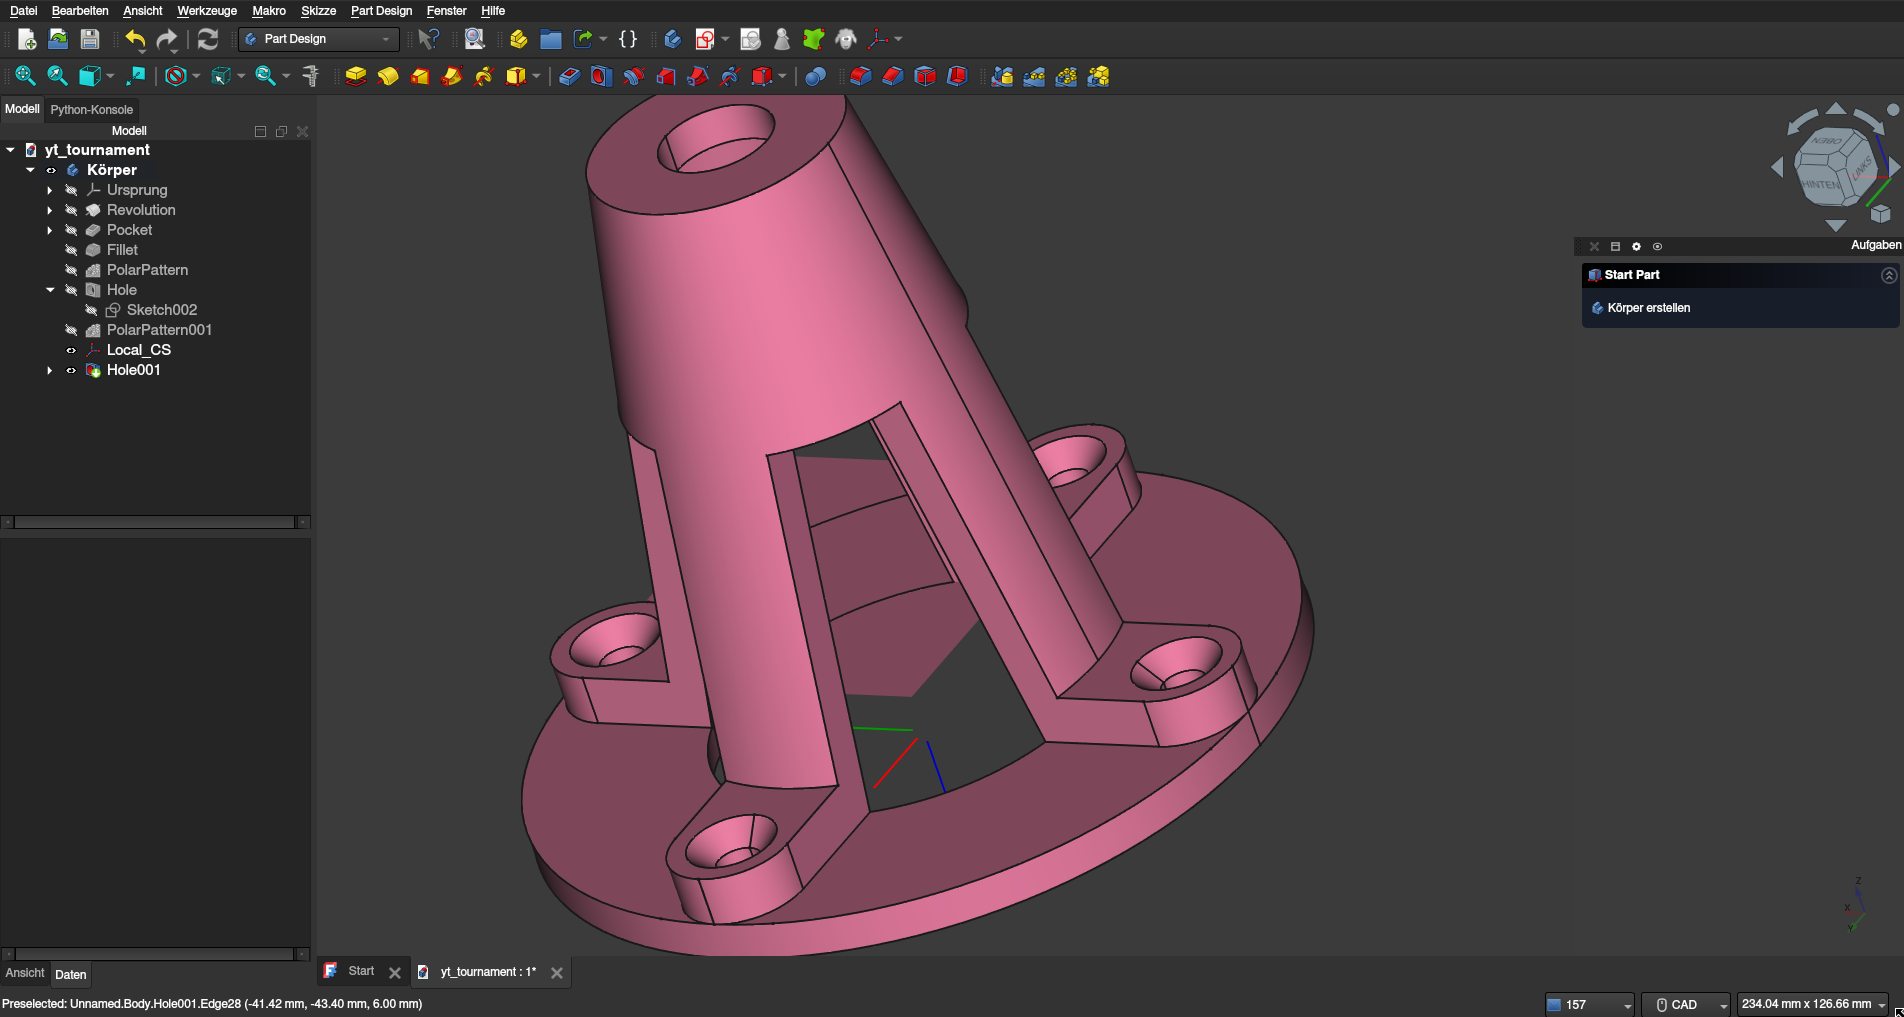 Datei Bearbeiten Ansicht Werkzeuge Makro Skizze Part Design Fenster Hilfe
Part Design
Modell Python-Konsole
Modell
yt_tournament
Körper
Ursprung
Revolution
Pocket
Fillet
PolarPattern
Hole
Sketch002
PolarPattern001
Local_CS
Hole001
OBEN
HINTEN
LINKS
Aufgaben
Start Part
Körper erstellen
Z
X
Y
Ansicht Daten
Start yt_tournament : 1*
Preselected: Unnamed.Body.Hole001.Edge28 (-41.42 mm, -43.40 mm, 6.00 mm)
157 CAD 234.04 mm x 126.66 mm